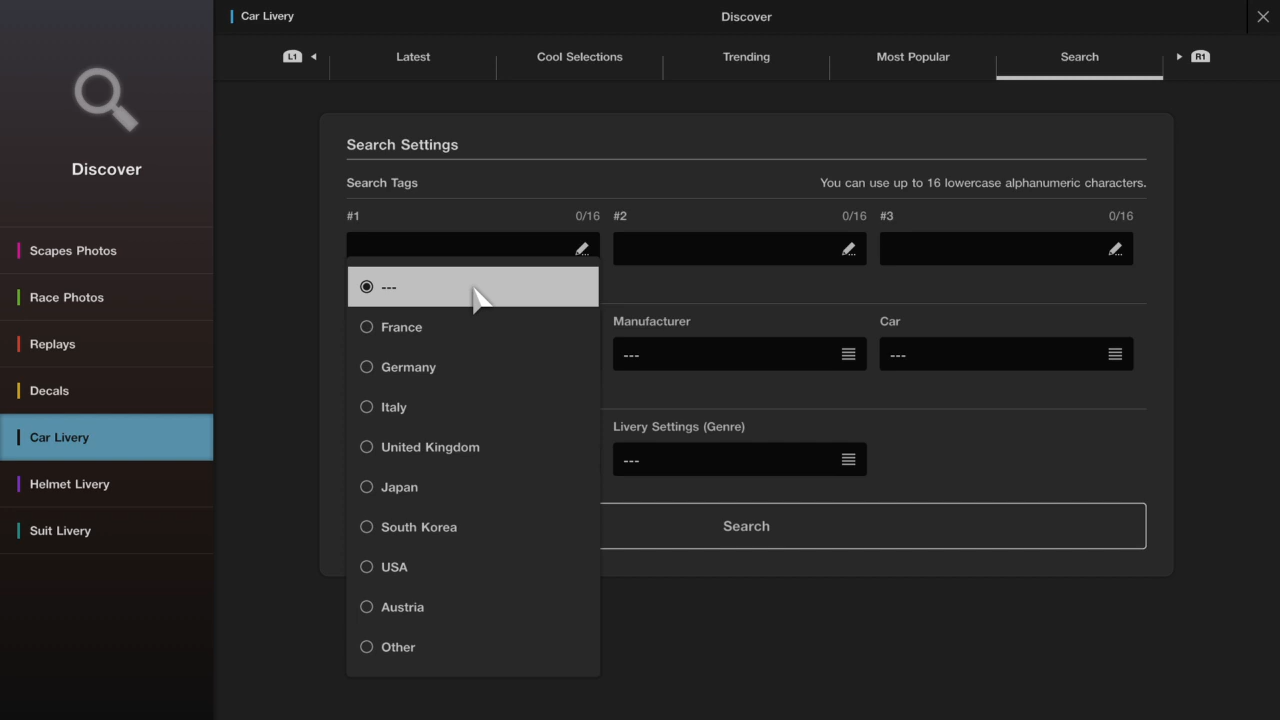 Car Livery
Discover
L1
Latest
Cool Selections
Trending
Most Popular
Search
R1
Discover
Scapes Photos
Race Photos
Replays
Decals
Car Livery
Helmet Livery
Suit Livery
Search Settings
Search Tags
You can use up to 16 lowercase alphanumeric characters.
#1 0/16
#2 0/16
#3 0/16
---
France
Germany
Italy
United Kingdom
Japan
South Korea
USA
Austria
Other
Manufacturer
---
Car
---
Livery Settings (Genre)
---
Search